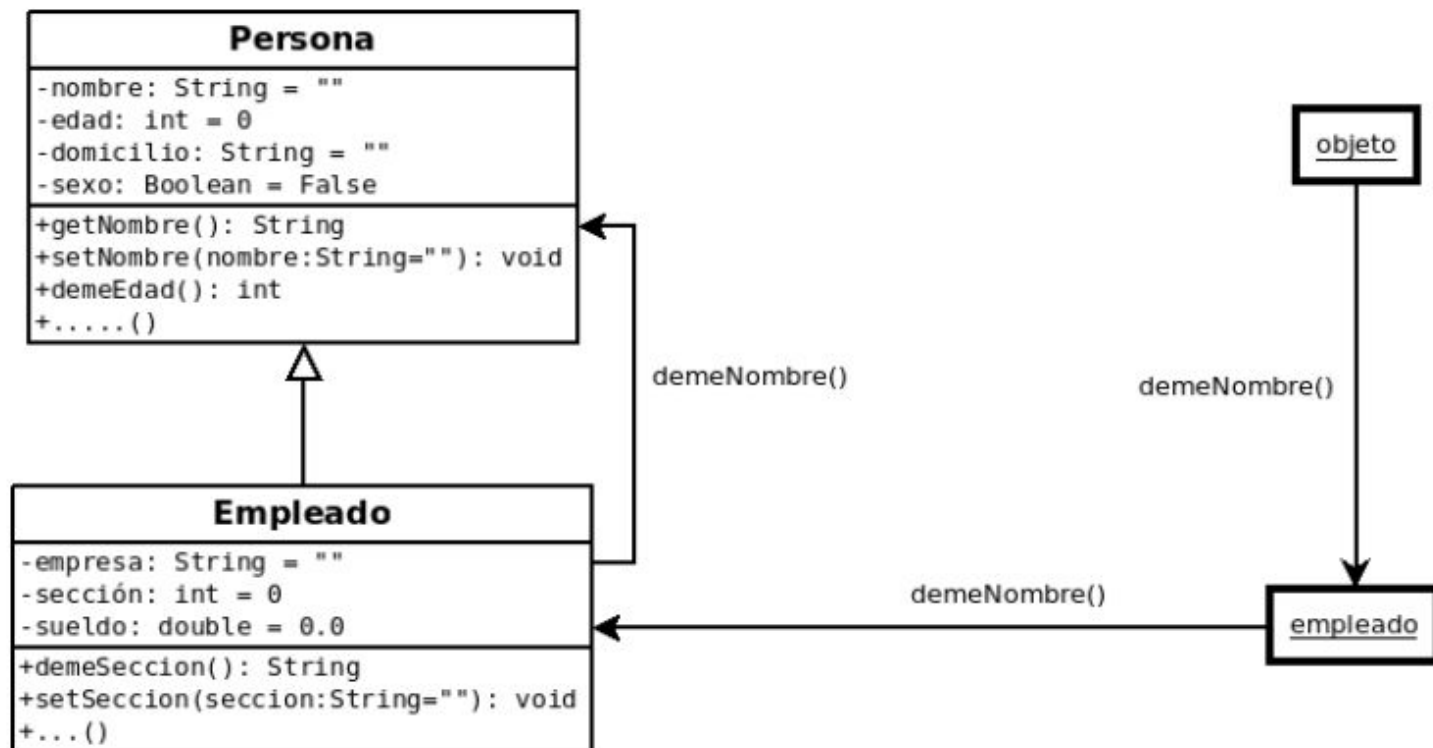 Persona
-nombre: String = ""
-edad: int = 0
-domicilio: String = ""
-sexo: Boolean = False
+getNombre(): String
+setNombre(nombre:String=""): void
+demeEdad(): int
+.....()
demeNombre()
objeto
demeNombre()
Empleado
-empresa: String = ""
-sección: int = 0
-sueldo: double = 0.0
+demeSeccion(): String
+setSeccion(seccion:String=""): void
+...()
demeNombre()
empleado